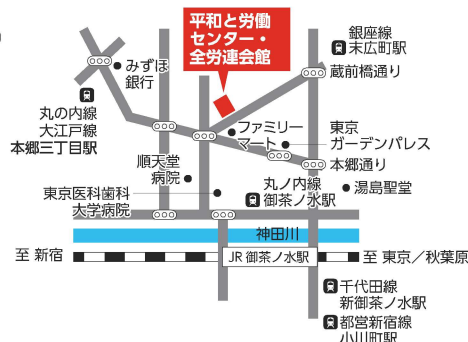 平和と労働
センター・
全労連会館
銀座線
末広町駅
蔵前橋通り
みずほ
銀行
丸の内線
大江戸線
本郷三丁目駅
ファミリー
マート
東京
ガーデンパレス
本郷通り
順天堂
病院
東京医科歯科
大学病院
丸ノ内線
御茶ノ水駅
湯島聖堂
神田川
至 新宿
JR 御茶ノ水駅
至 東京／秋葉原
千代田線
新御茶ノ水駅
都営新宿線
小川町駅